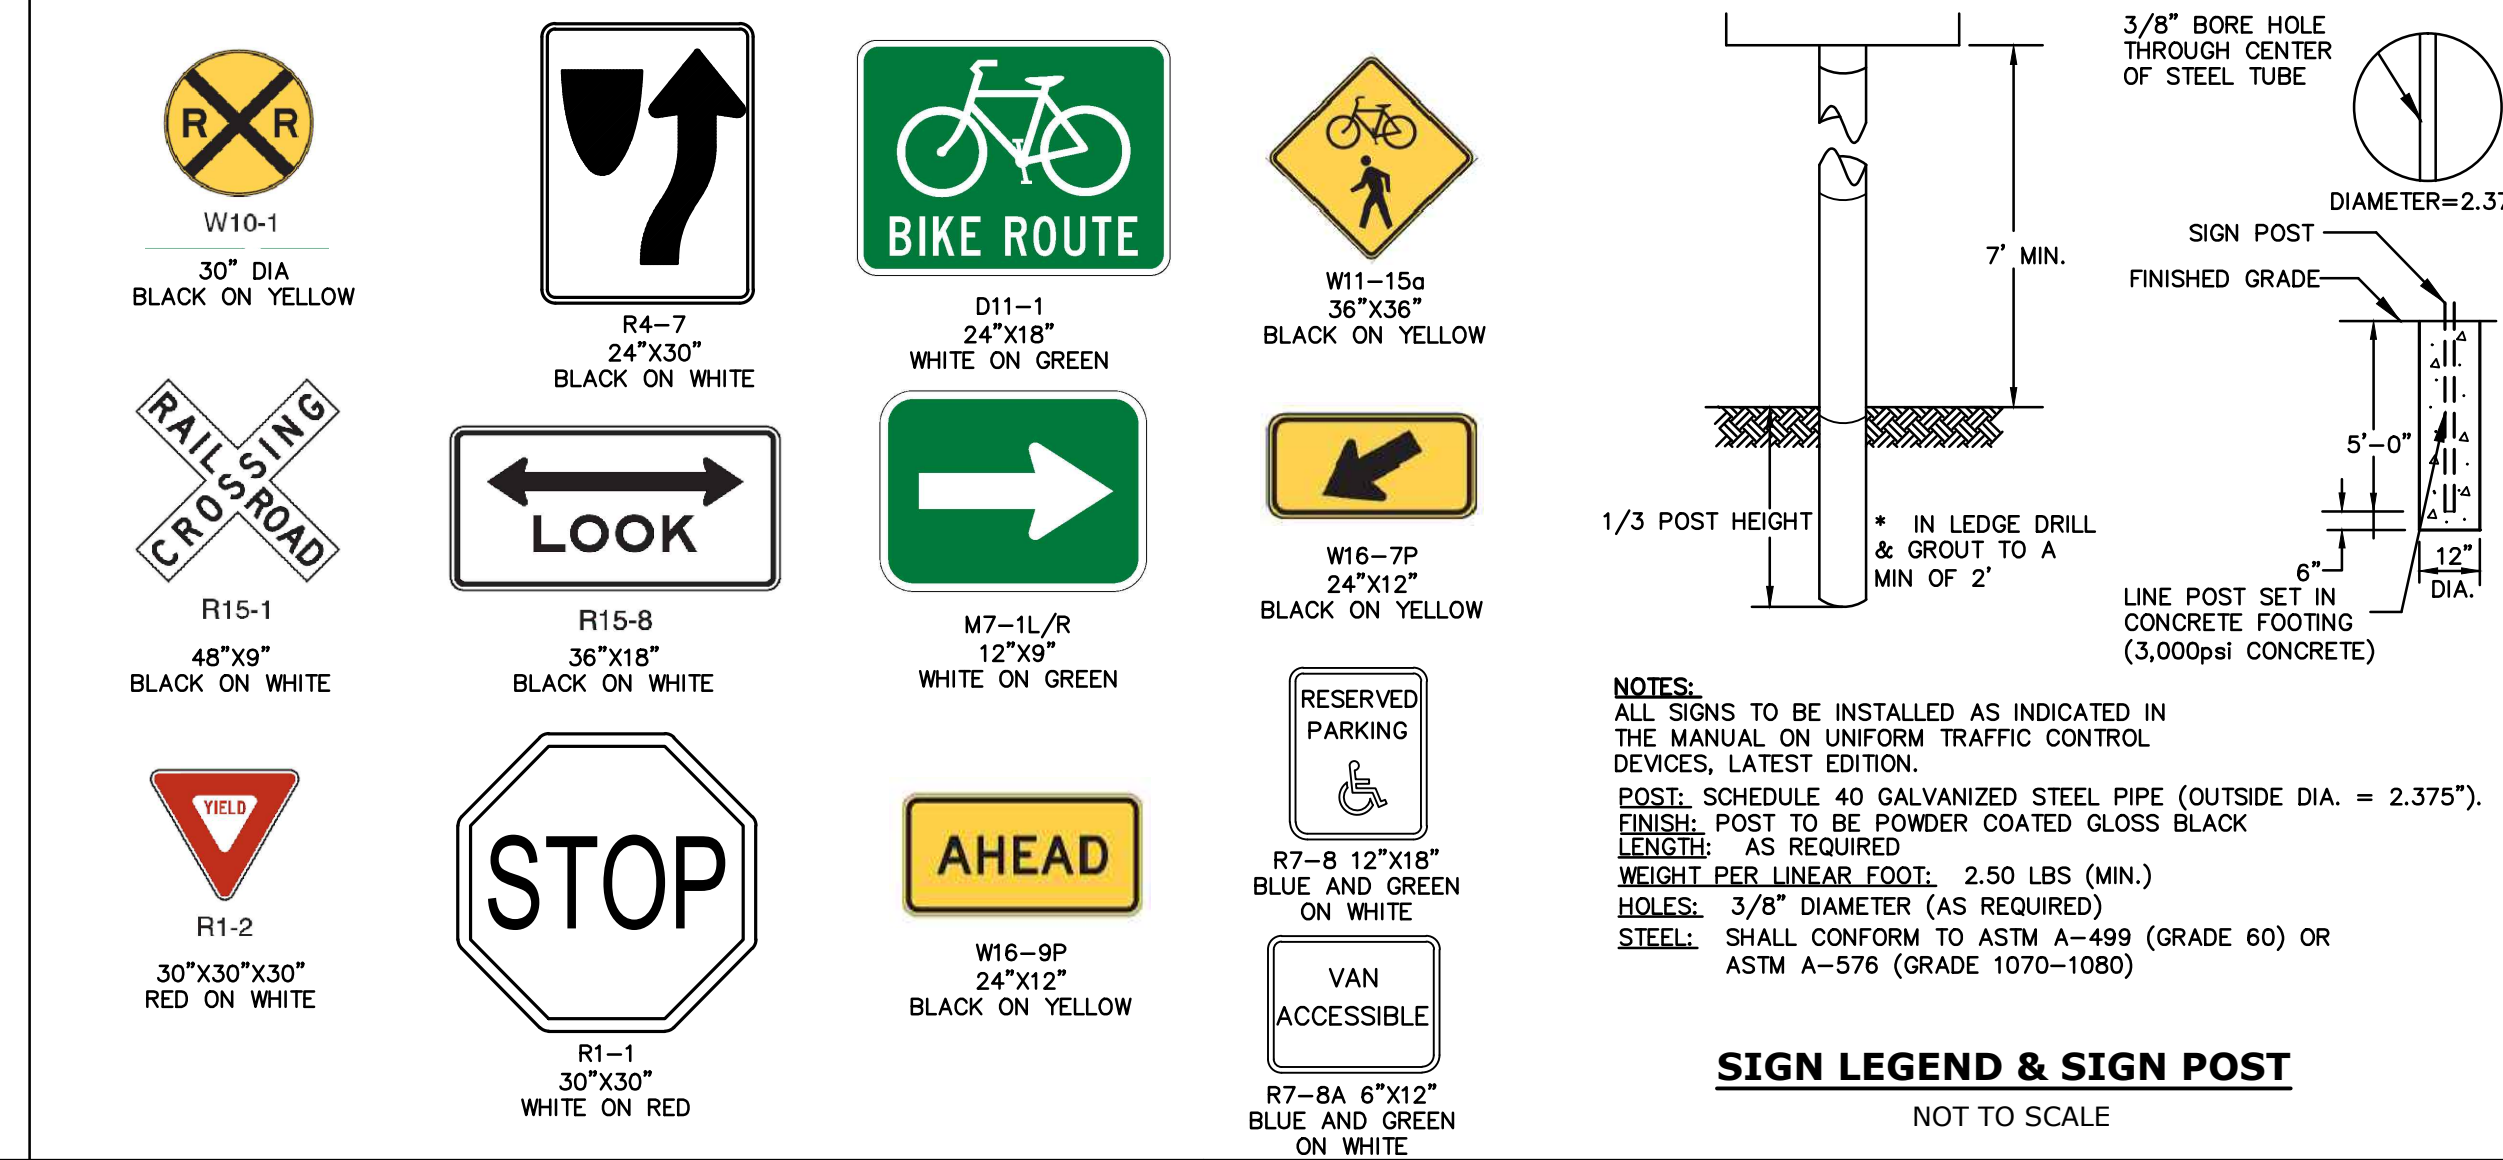 R R
W10-1
30" DIA
BLACK ON YELLOW
RAIL ROAD
CROSSING
R15-1
48"X9"
BLACK ON WHITE
YIELD
R1-2
30"X30"X30"
RED ON WHITE
R4-7
24"X30"
BLACK ON WHITE
LOOK
R15-8
36"X18"
BLACK ON WHITE
STOP
R1-1
30"X30"
WHITE ON RED
BIKE ROUTE
D11-1
24"X18"
WHITE ON GREEN
M7-1L/R
12"X9"
WHITE ON GREEN
AHEAD
W16-9P
24"X12"
BLACK ON YELLOW
W11-15a
36"X36"
BLACK ON YELLOW
W16-7P
24"X12"
BLACK ON YELLOW
RESERVED
PARKING
R7-8 12"X18"
BLUE AND GREEN
ON WHITE
VAN
ACCESSIBLE
R7-8A 6"X12"
BLUE AND GREEN
ON WHITE
7' MIN.
1/3 POST HEIGHT
* IN LEDGE DRILL
& GROUT TO A
MIN OF 2'
3/8" BORE HOLE
THROUGH CENTER
OF STEEL TUBE
DIAMETER=2.37
SIGN POST
FINISHED GRADE
5'-0"
6"
12"
DIA.
LINE POST SET IN
CONCRETE FOOTING
(3,000psi CONCRETE)
NOTES:
ALL SIGNS TO BE INSTALLED AS INDICATED IN
THE MANUAL ON UNIFORM TRAFFIC CONTROL
DEVICES, LATEST EDITION.
POST: SCHEDULE 40 GALVANIZED STEEL PIPE (OUTSIDE DIA. = 2.375").
FINISH: POST TO BE POWDER COATED GLOSS BLACK
LENGTH: AS REQUIRED
WEIGHT PER LINEAR FOOT: 2.50 LBS (MIN.)
HOLES: 3/8" DIAMETER (AS REQUIRED)
STEEL: SHALL CONFORM TO ASTM A-499 (GRADE 60) OR
ASTM A-576 (GRADE 1070-1080)
SIGN LEGEND & SIGN POST
NOT TO SCALE